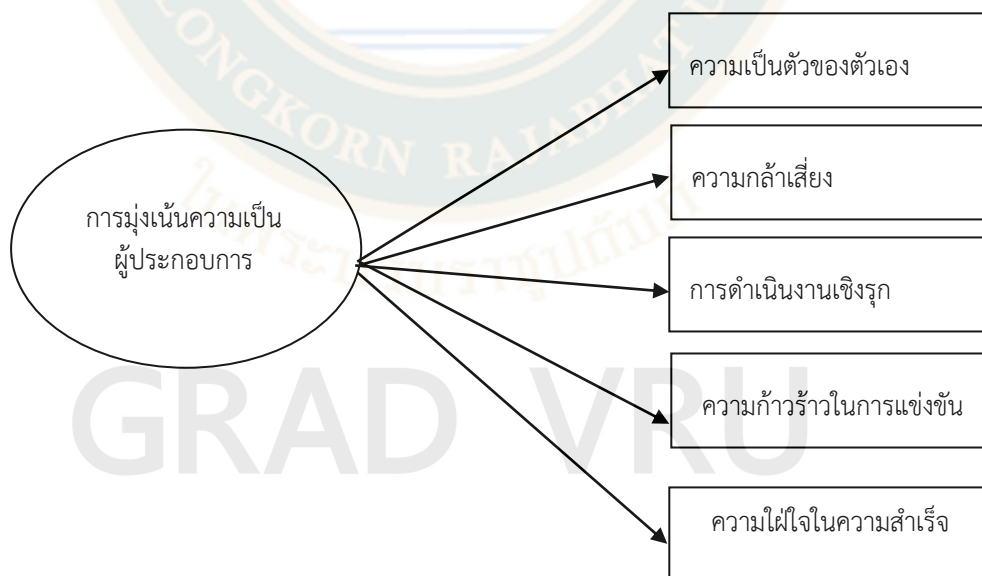 ความเป็นตัวของตัวเอง
ความกล้าเสี่ยง
การมุ่งเน้นความเป็น
ผู้ประกอบการ
การดำเนินงานเชิงรุก
ความก้าวร้าวในการแข่งขัน
ความใฝ่ใจในความสำเร็จ
LONGKORN RAJABHAT U
GRAD VRU